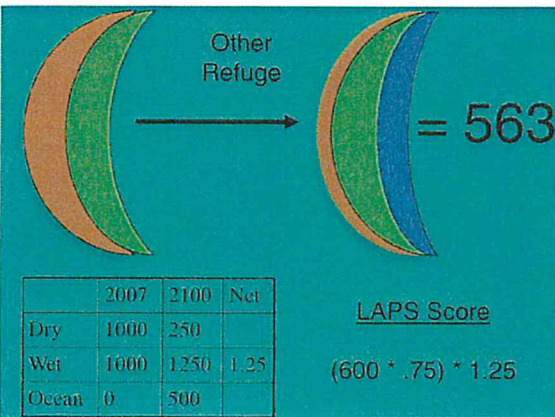 Other
Refuge
= 563
2007 2100 Net
Dry 1000 250
Wet 1000 1250 1.25
Ocean 0 500
LAPS Score
(600 * .75) * 1.25